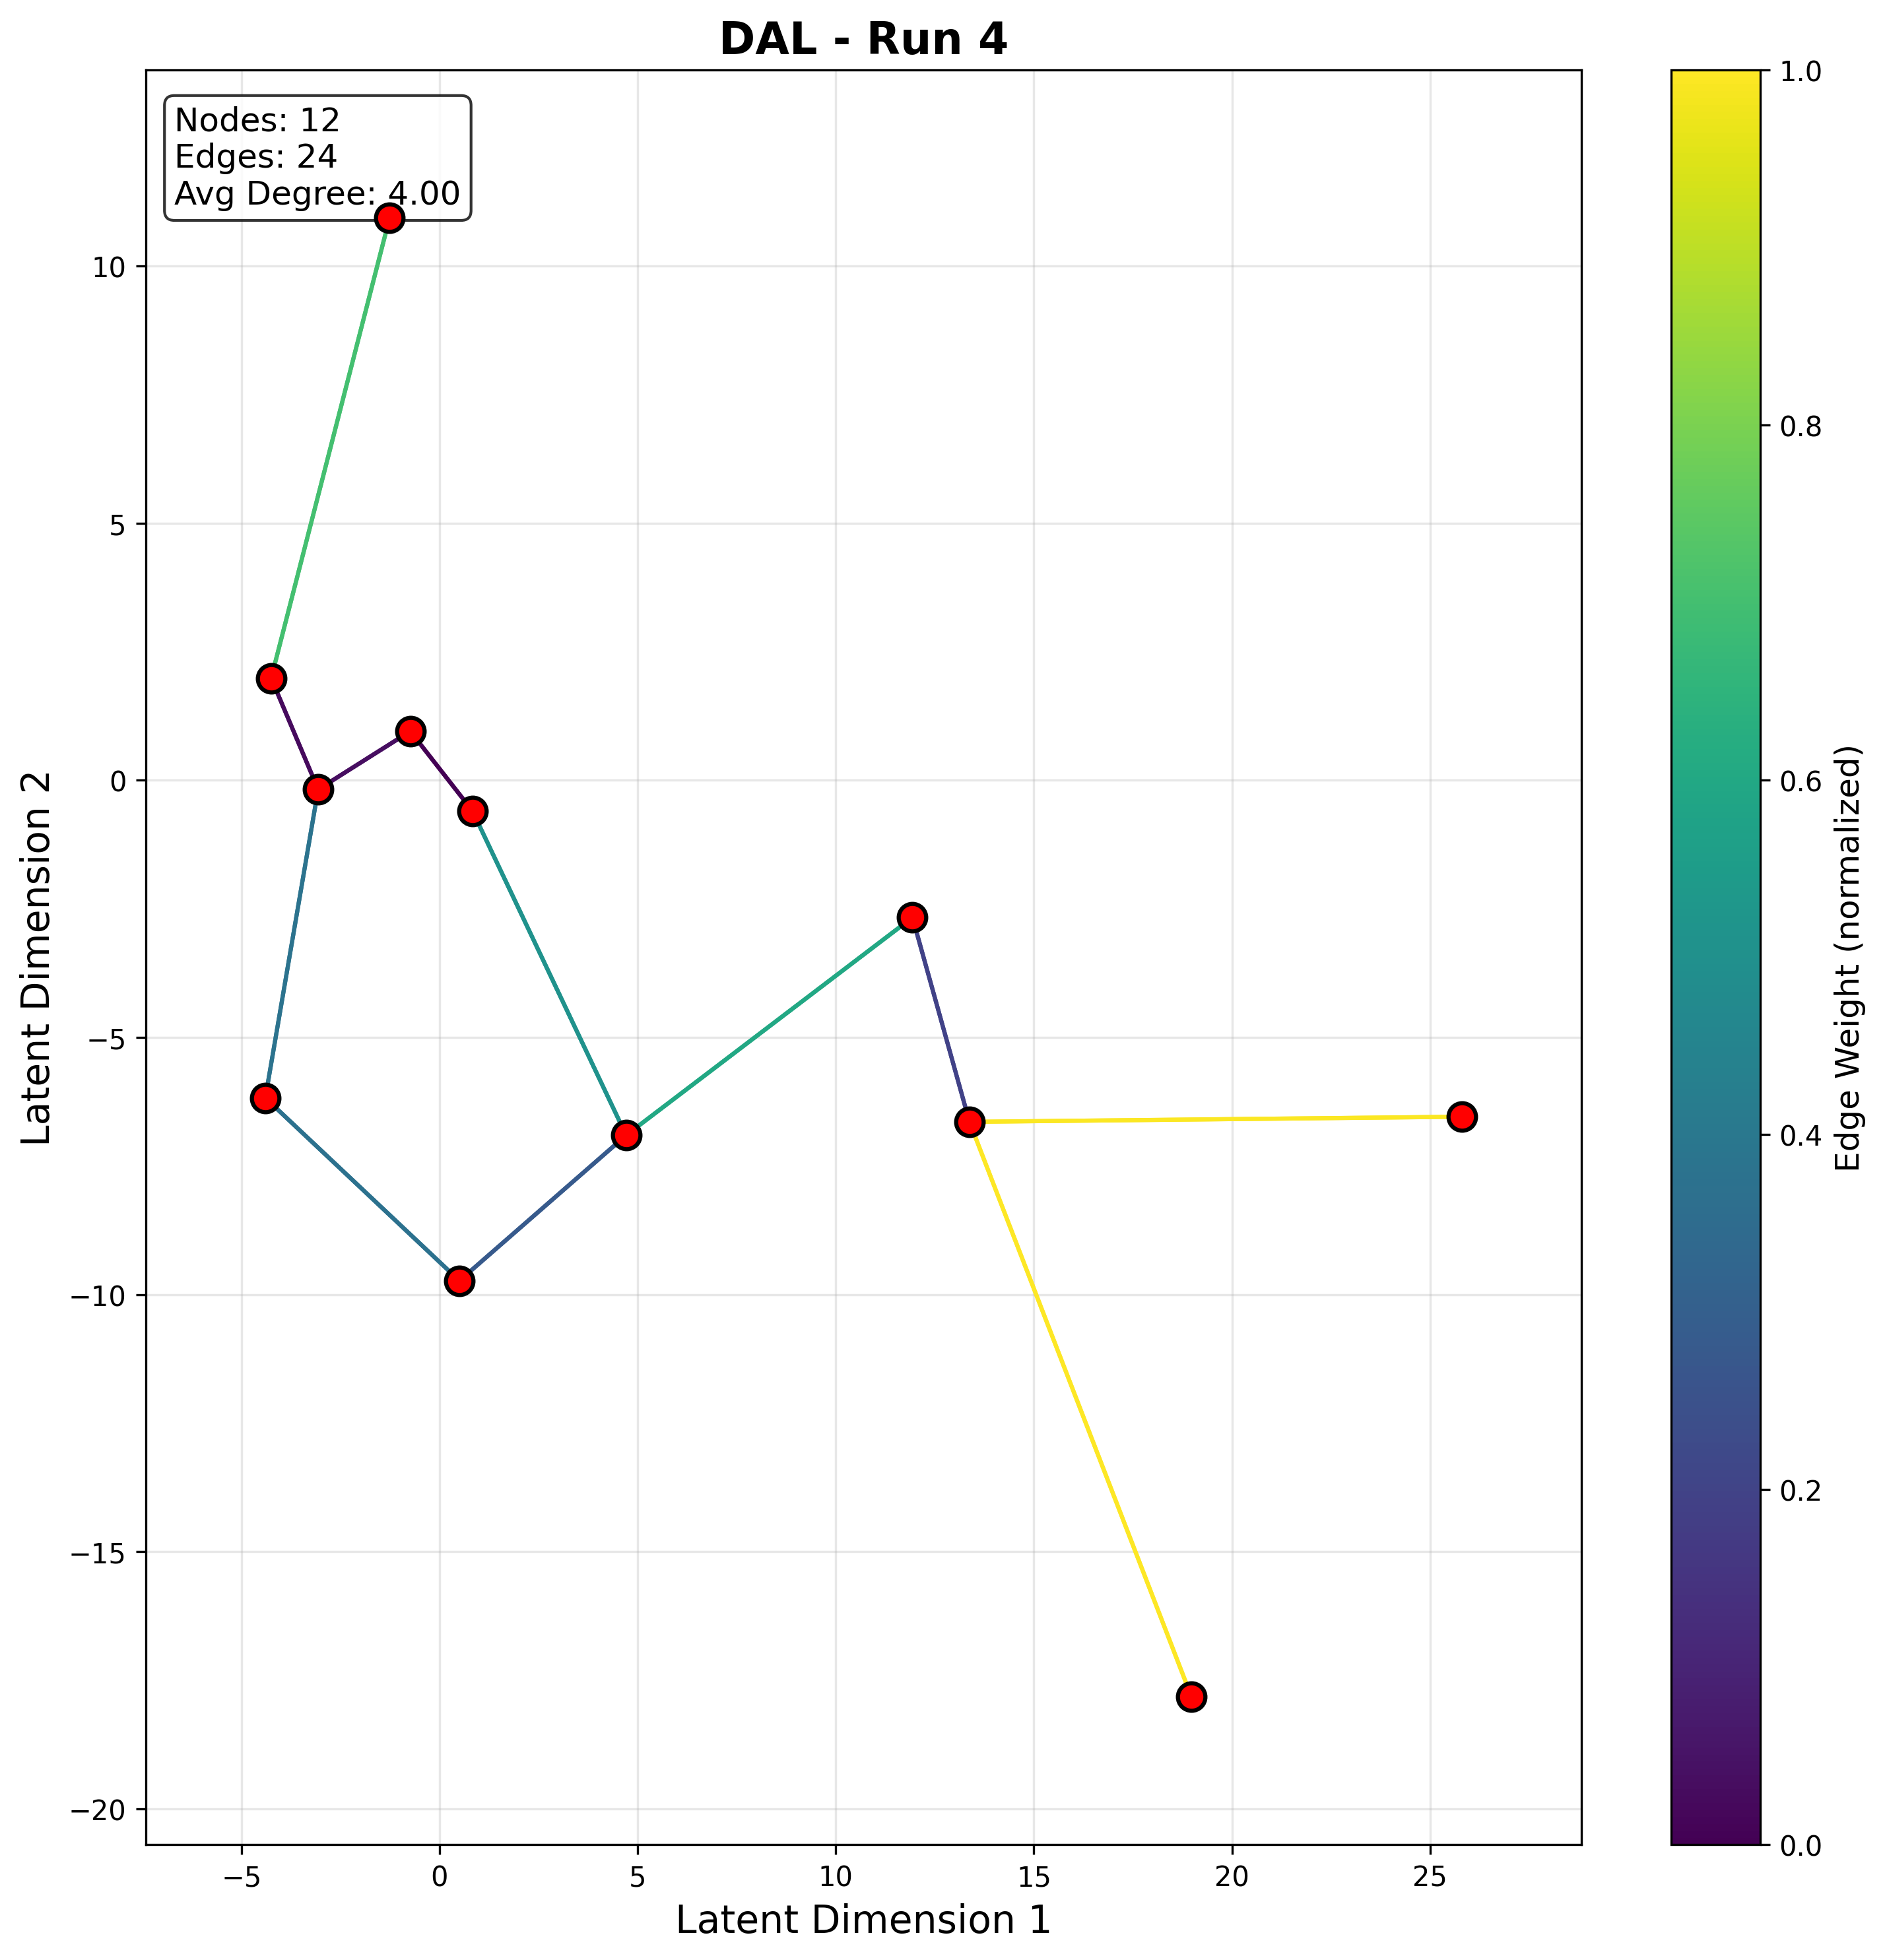 DAL - Run 4
Nodes: 12
Edges: 24
Avg Degree: 4.00
10
5
0
−5
−10
−15
−20
Latent Dimension 2
−5
0
5
10
15
20
25
Latent Dimension 1
1.0
0.8
0.6
0.4
0.2
0.0
Edge Weight (normalized)